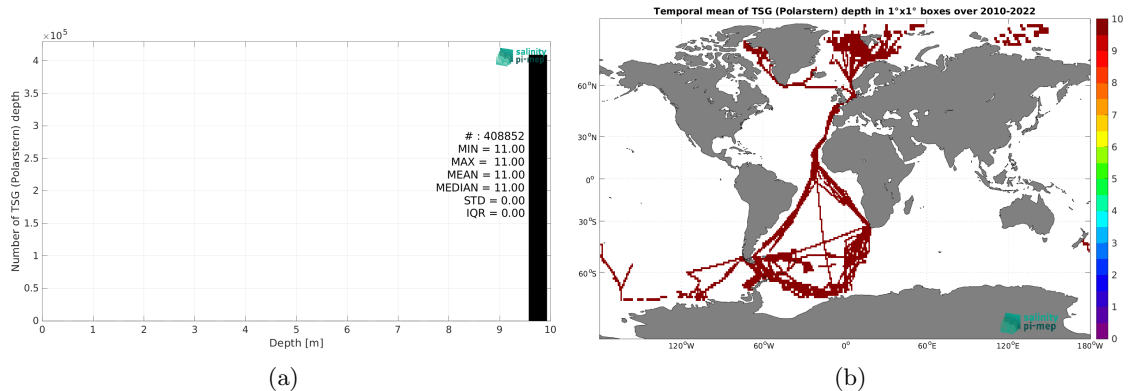 ×10⁵
4
3.5
3
2.5
2
1.5
1
0.5
0
0 1 2 3 4 5 6 7 8 9 10
Number of TSG (Polarstern) depth
Depth [m]
salinity
pi-mep
# : 408852
MIN = 11.00
MAX = 11.00
MEAN = 11.00
MEDIAN = 11.00
STD = 0.00
IQR = 0.00
(a)
Temporal mean of TSG (Polarstern) depth in 1°x1° boxes over 2010-2022
60°N
30°N
0°
30°S
60°S
120°W 60°W 0° 60°E 120°E 180°W
salinity
pi-mep
10
9
8
7
6
5
4
3
2
1
0
(b)